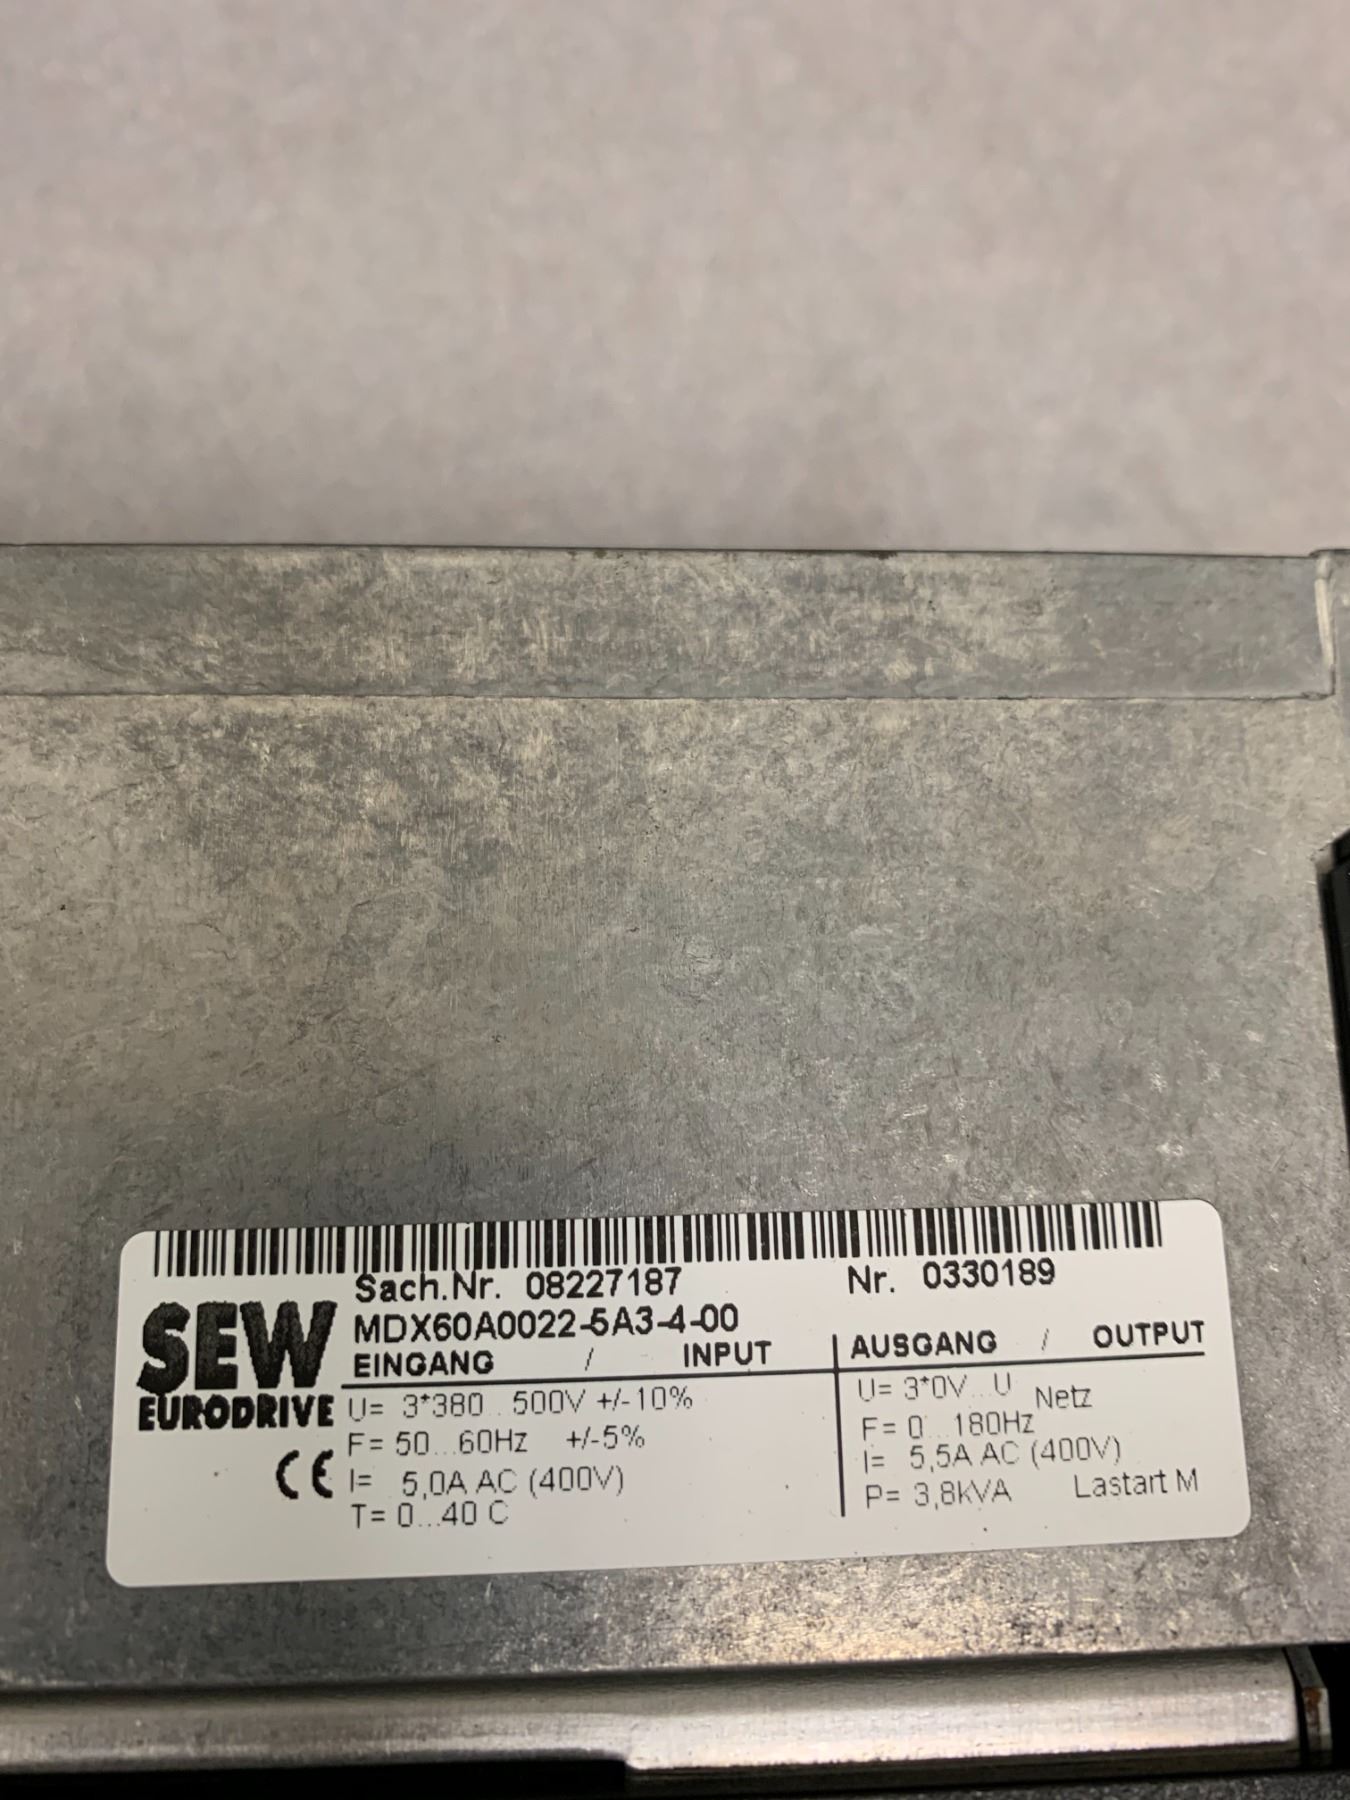 Sach.Nr. 08227187 Nr. 0330189
MDX60A0022-5A3-4-00
SEW
EURODRIVE
CE
EINGANG / INPUT
U= 3*380...500V +/-10%
F= 50...60Hz +/-5%
I= 5,0A AC (400V)
T= 0...40 C
AUSGANG / OUTPUT
U= 3*0V...U Netz
F= 0...180Hz
I= 5,5A AC (400V)
P= 3,8kVA Lastart M